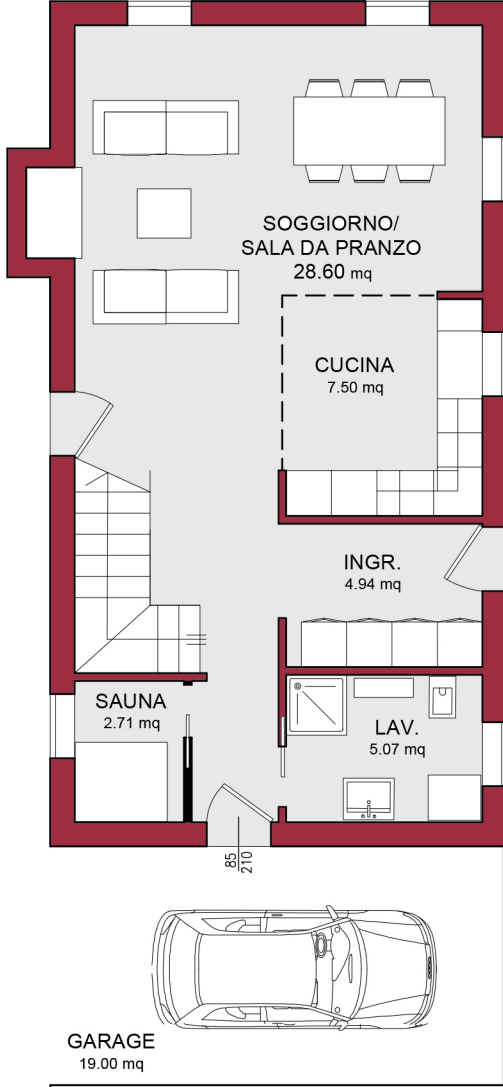 SOGGIORNO/
SALA DA PRANZO
28.60 mq
CUCINA
7.50 mq
INGR.
4.94 mq
SAUNA
2.71 mq
LAV.
5.07 mq
85
210
GARAGE
19.00 mq